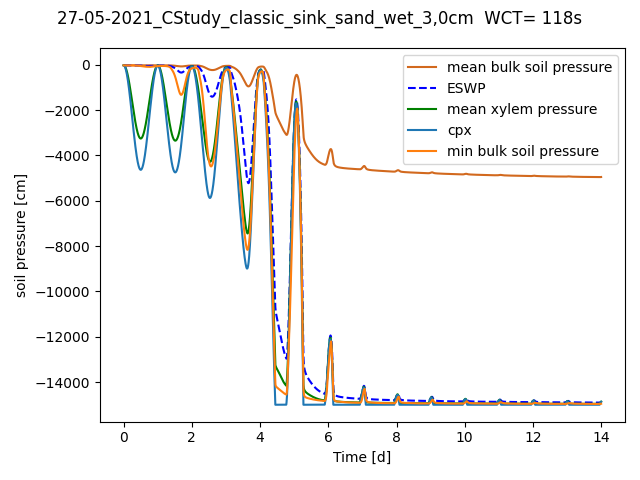 27-05-2021_CStudy_classic_sink_sand_wet_3,0cm  WCT= 118s
mean bulk soil pressure
ESWP
mean xylem pressure
cpx
min bulk soil pressure
soil pressure [cm]
0
−2000
−4000
−6000
−8000
−10000
−12000
−14000
0 2 4 6 8 10 12 14
Time [d]